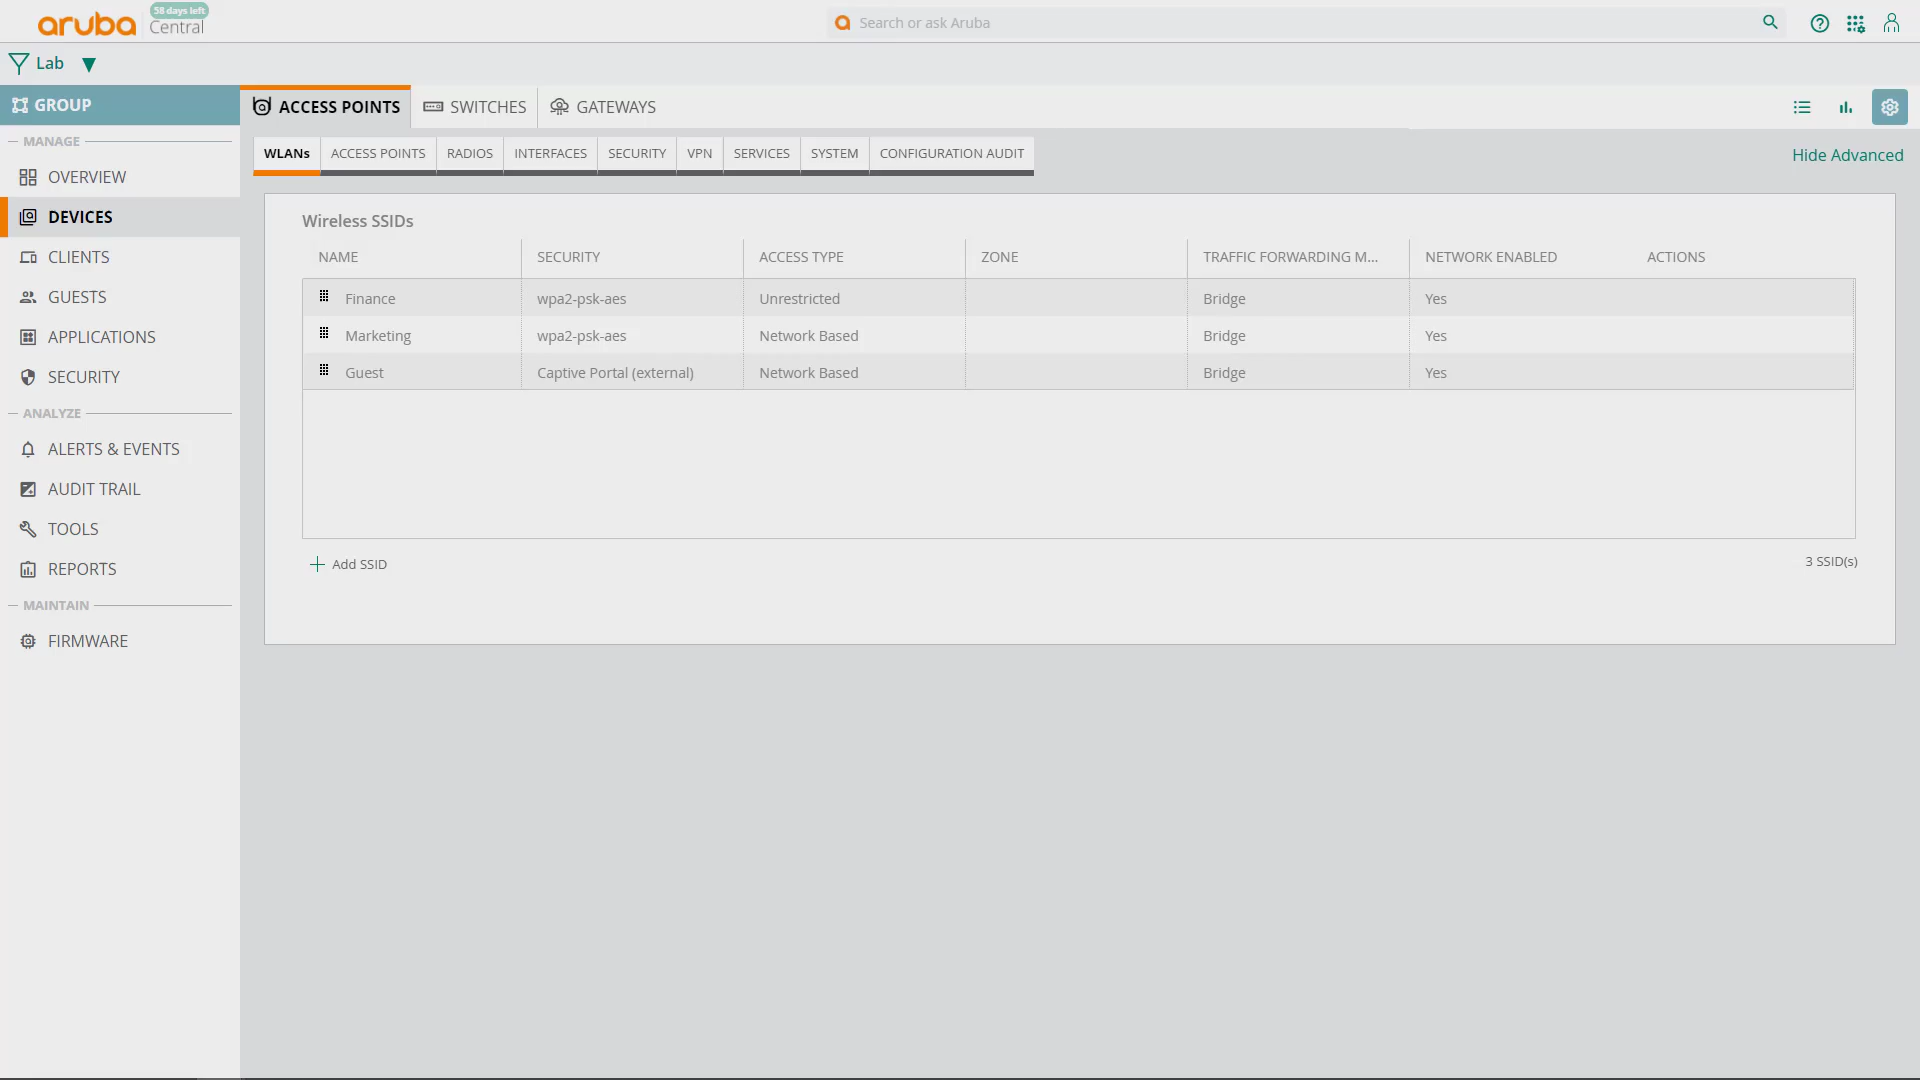 aruba Central 58 days left
Search or ask Aruba
Lab
GROUP
MANAGE
OVERVIEW
DEVICES
CLIENTS
GUESTS
APPLICATIONS
SECURITY
ANALYZE
ALERTS & EVENTS
AUDIT TRAIL
TOOLS
REPORTS
MAINTAIN
FIRMWARE
ACCESS POINTS SWITCHES GATEWAYS
WLANs ACCESS POINTS RADIOS INTERFACES SECURITY VPN SERVICES SYSTEM CONFIGURATION AUDIT Hide Advanced
Wireless SSIDs
NAME SECURITY ACCESS TYPE ZONE TRAFFIC FORWARDING M... NETWORK ENABLED ACTIONS
Finance wpa2-psk-aes Unrestricted Bridge Yes
Marketing wpa2-psk-aes Network Based Bridge Yes
Guest Captive Portal (external) Network Based Bridge Yes
Add SSID 3 SSID(s)